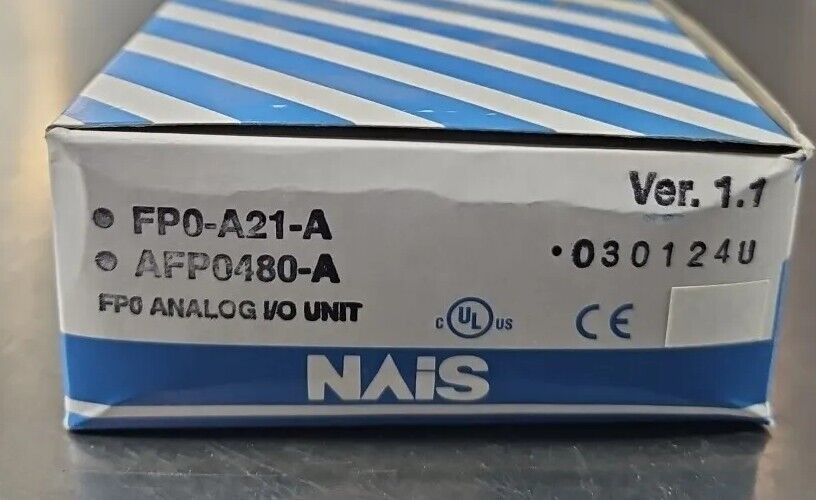 Ver. 1.1
• FP0-A21-A
• AFP0480-A
•030124U
FP0 ANALOG I/O UNIT
c UL US
CE
NAiS